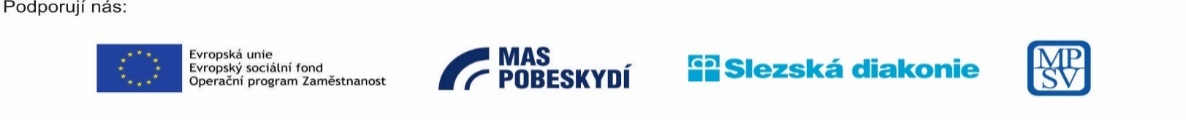 Podporují nás:
Evropská unie
Evropský sociální fond
Operační program Zaměstnanost
MAS
POBESKYDÍ
Slezská diakonie
MP
SV